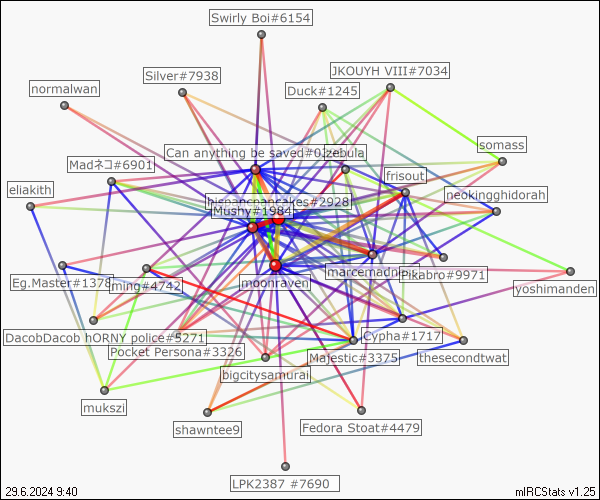 Swirly Boi#6154
JKOUYH VIII#7034
Silver#7938
normalwan
Duck#1245
somass
Can anything be saved#0
zebula
Madネコ#6901
frisout
eliakith
neokingghidorah
hispancpancakes#2928
Mushy#1984
marcemadness
Pikabro#9971
Eg.Master#1378
ming#4742
moonraven
yoshimanden
DacobDacob hORNY police#5271
Cypha#1717
Pocket Persona#3326
Majestic#3375
thesecondtwat
bigcitysamurai
mukszi
shawntee9
Fedora Stoat#4479
LPK2387 #7690
29.6.2024 9:40
mIRCStats v1.25